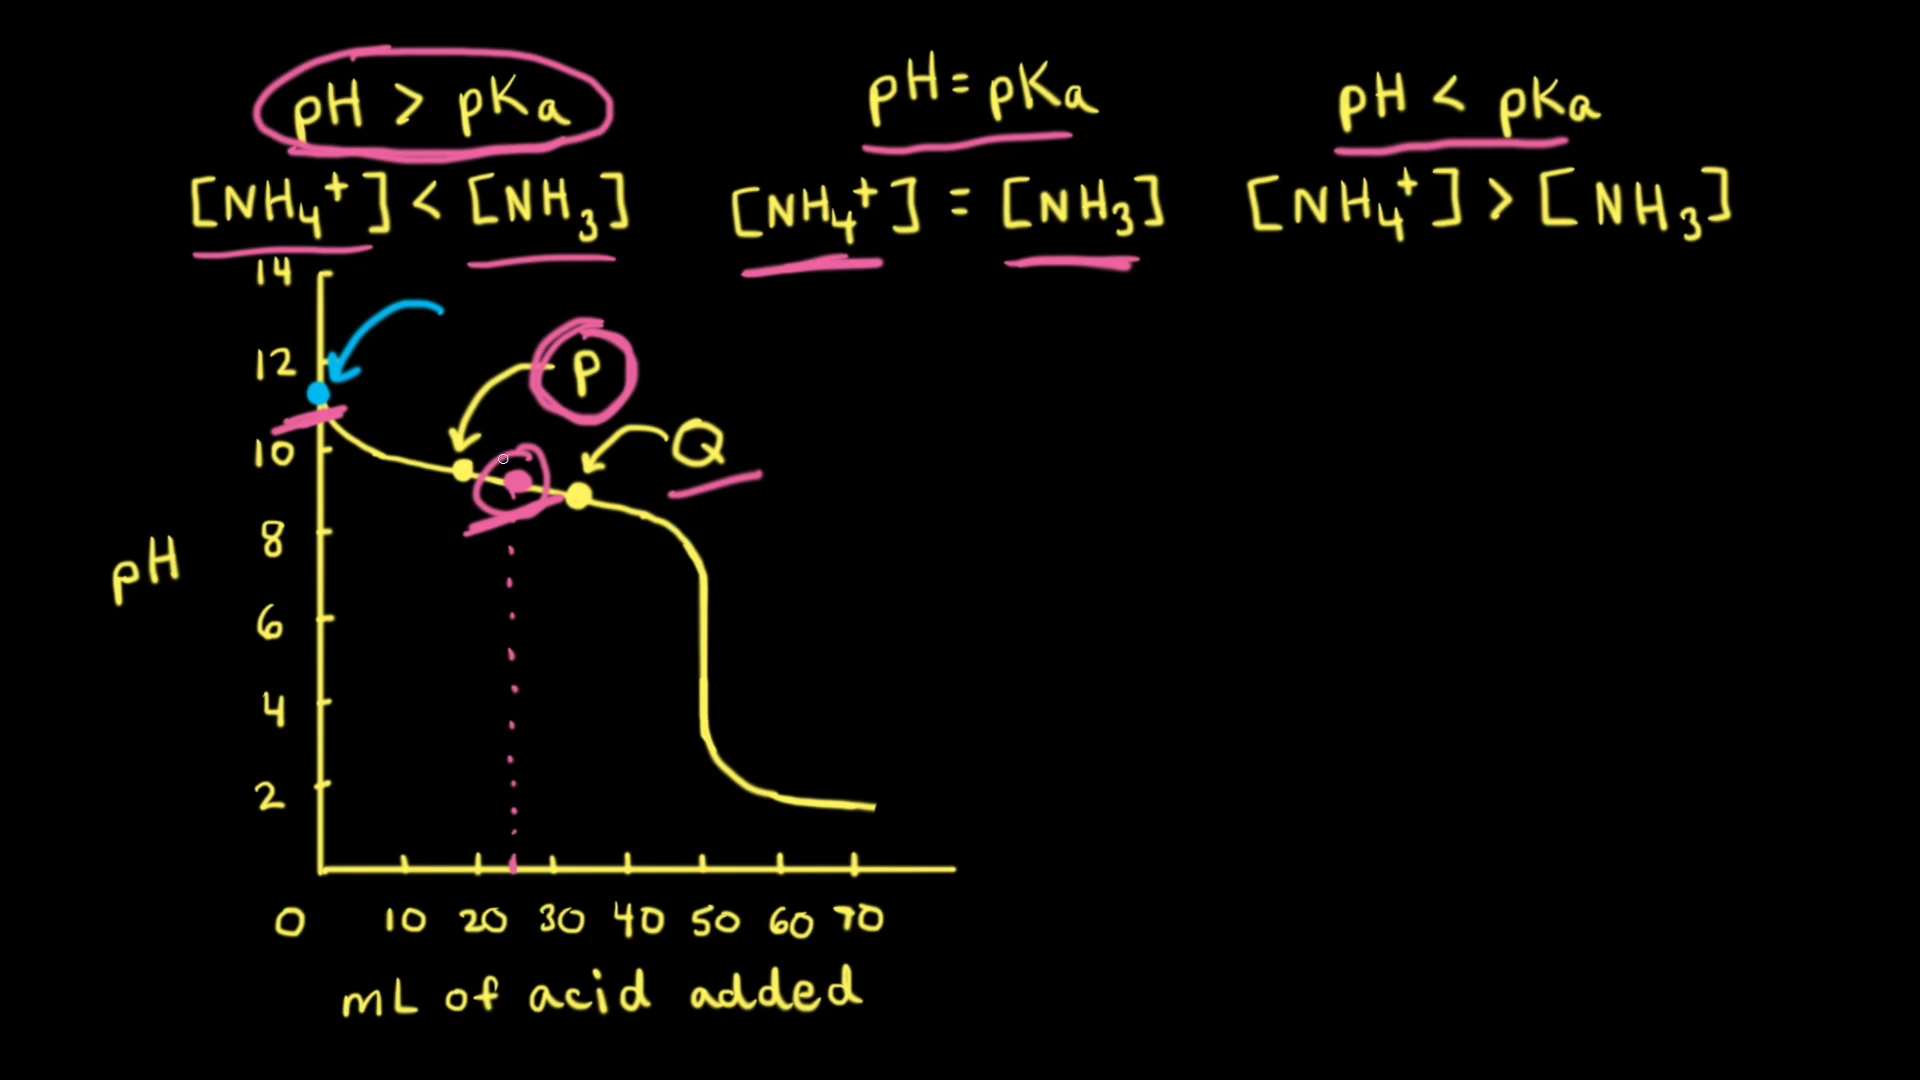 pH > pKa
pH = pKa
pH < pKa
[NH₄⁺] < [NH₃]
[NH₄⁺] = [NH₃]
[NH₄⁺] > [NH₃]
14
12
P
Q
10
8
pH
6
4
2
0 10 20 30 40 50 60 70
mL of acid added